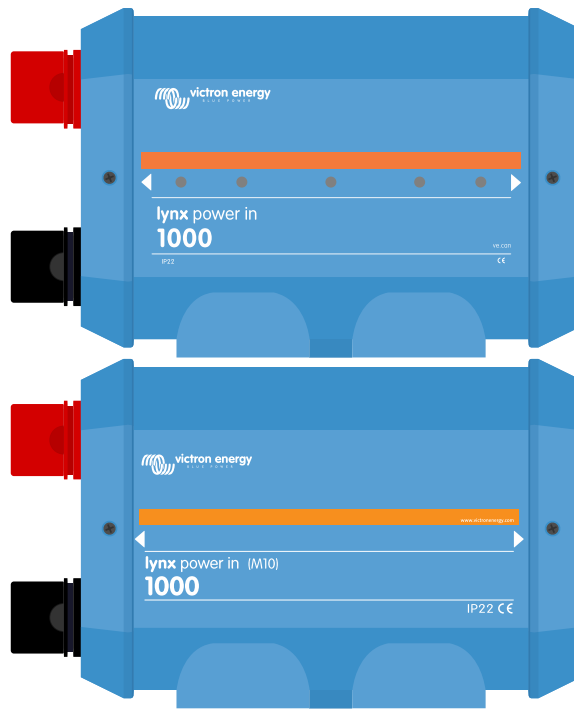 victron energy
BLUE POWER
lynx power in
1000
ve.can
IP22 CE
victron energy
BLUE POWER
www.victronenergy.com
lynx power in (M10)
1000
IP22 CE